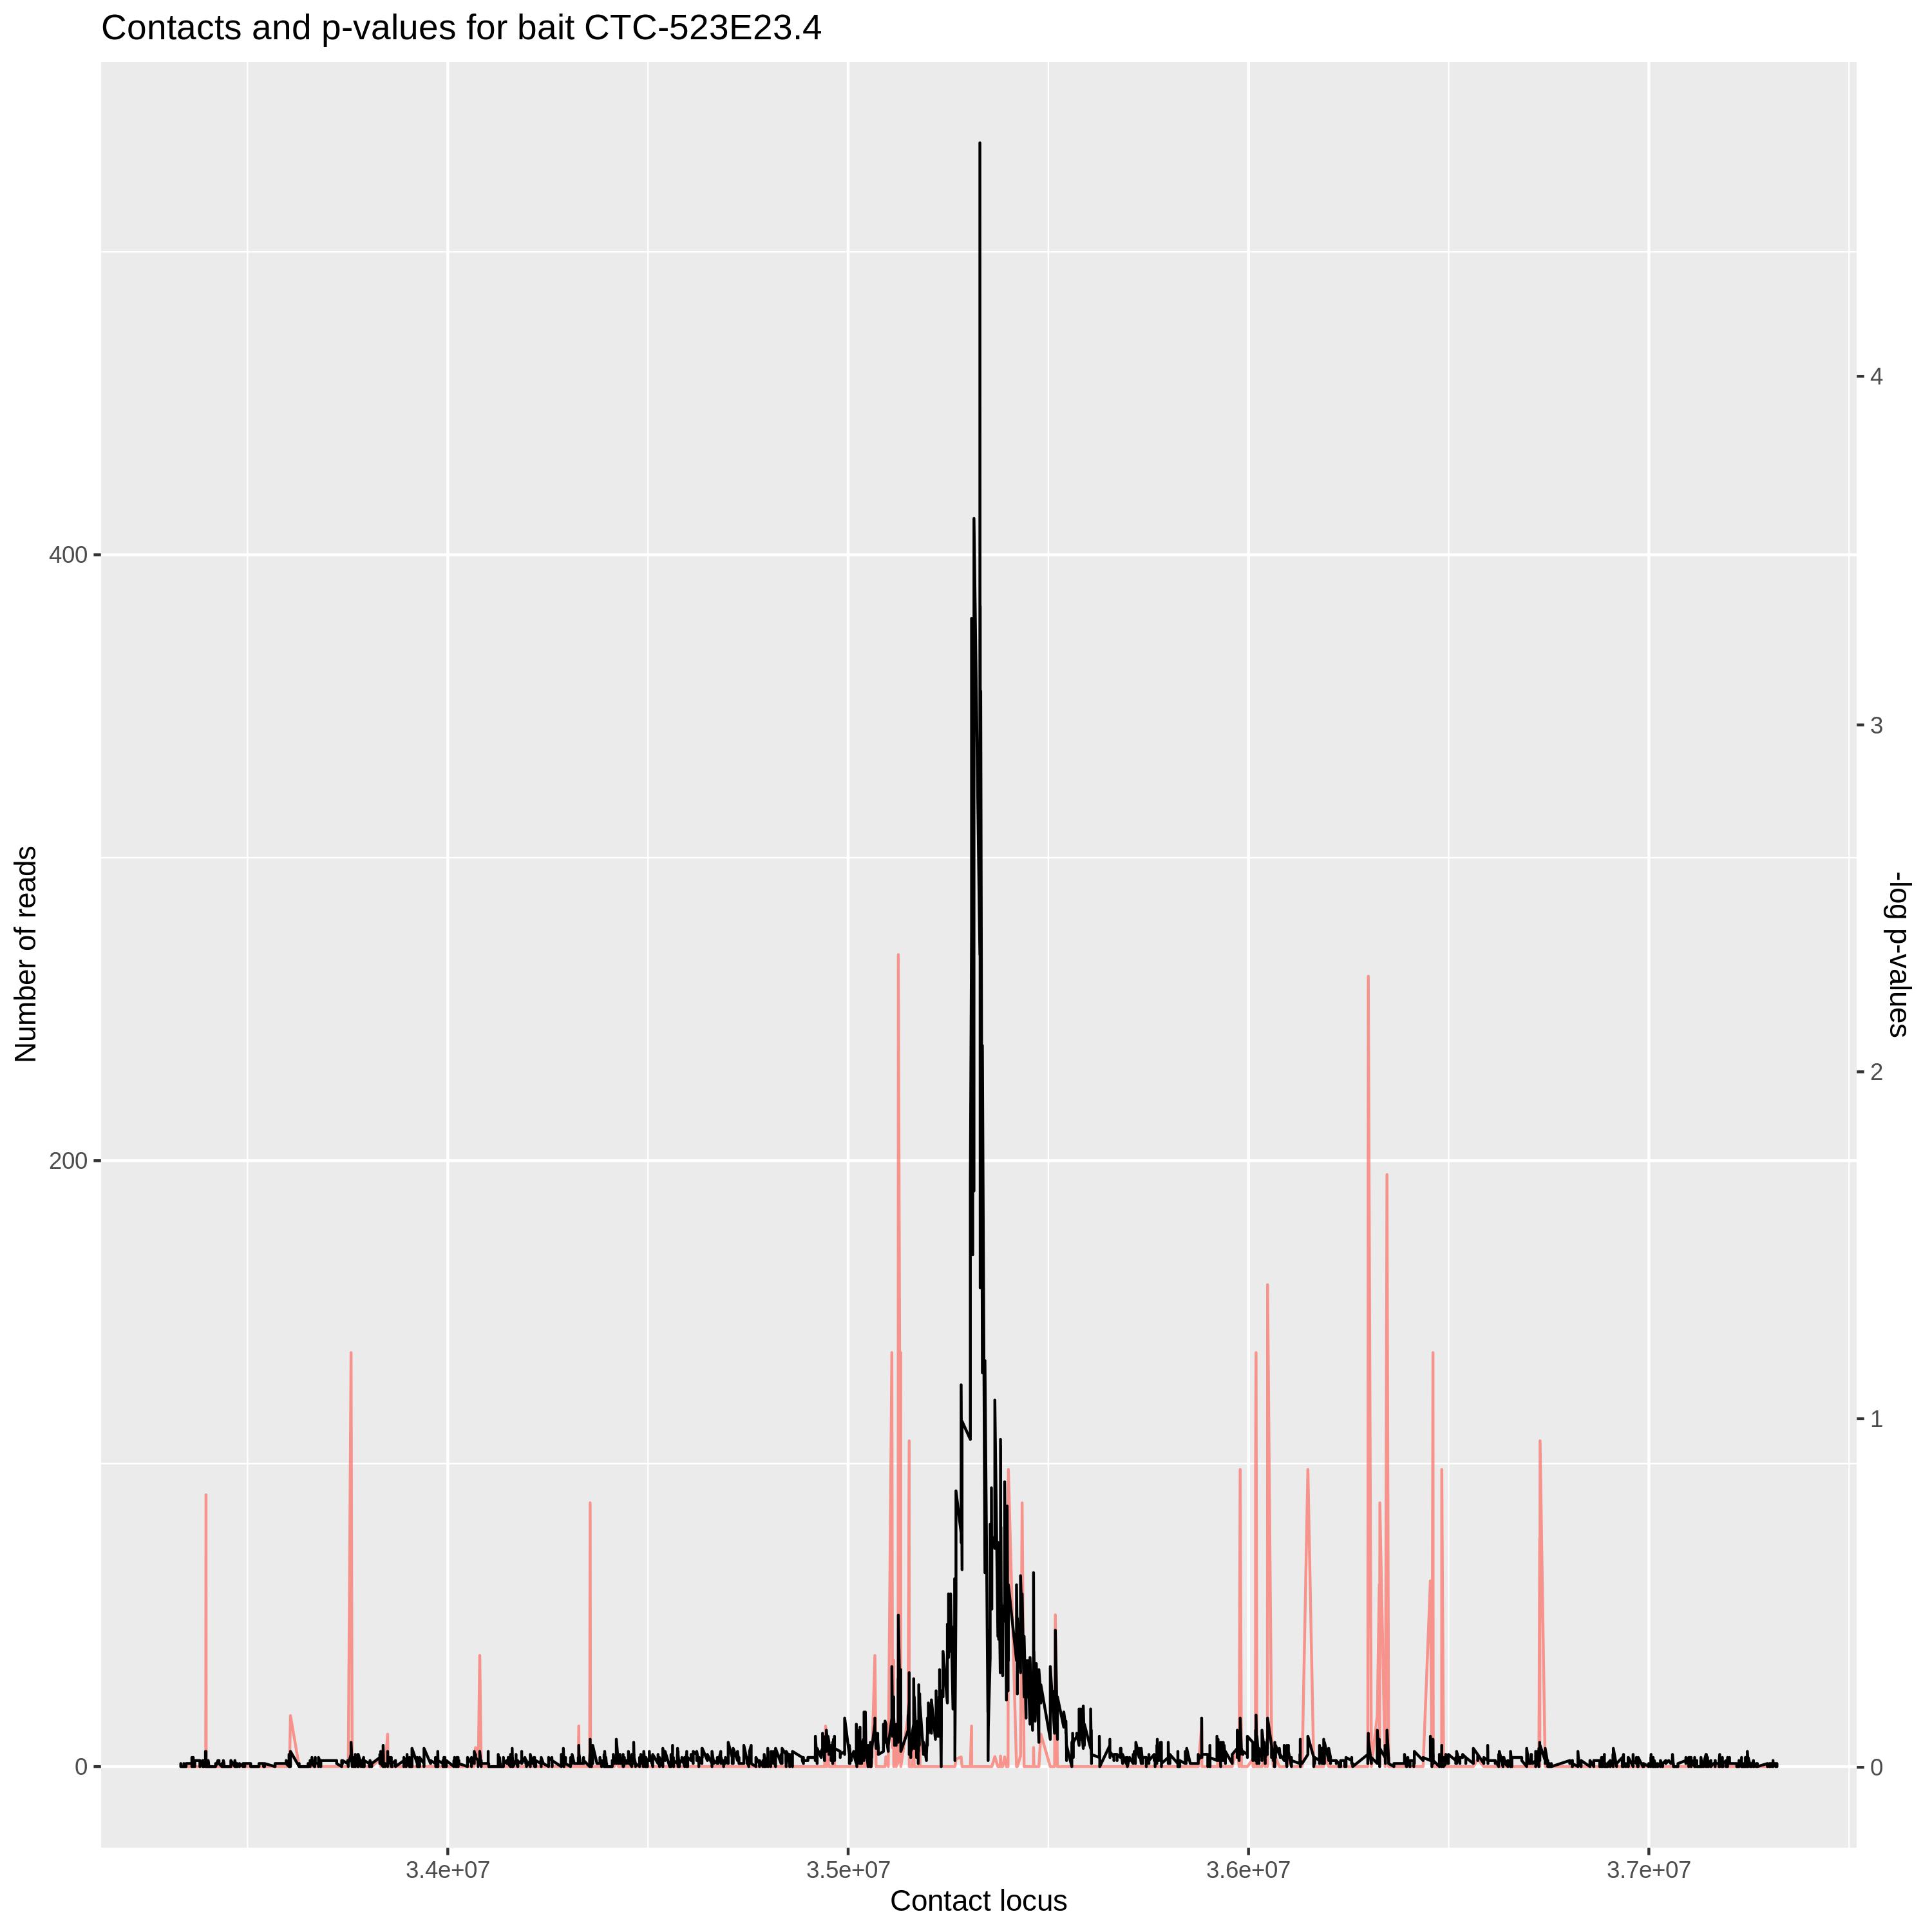 Contacts and p-values for bait CTC-523E23.4
Number of reads
400
200
0
4
3
2
1
0
-log p-values
3.4e+07
3.5e+07
3.6e+07
3.7e+07
Contact locus